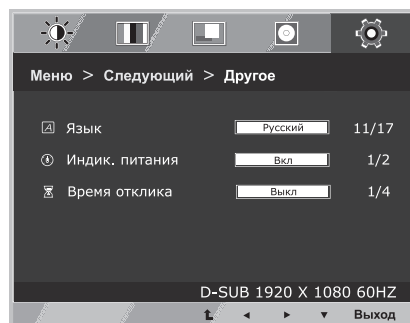 Меню > Следующий > Другое
Язык Русский 11/17
Индик. питания Вкл 1/2
Время отклика Выкл 1/4
D-SUB 1920 X 1080 60HZ
Выход